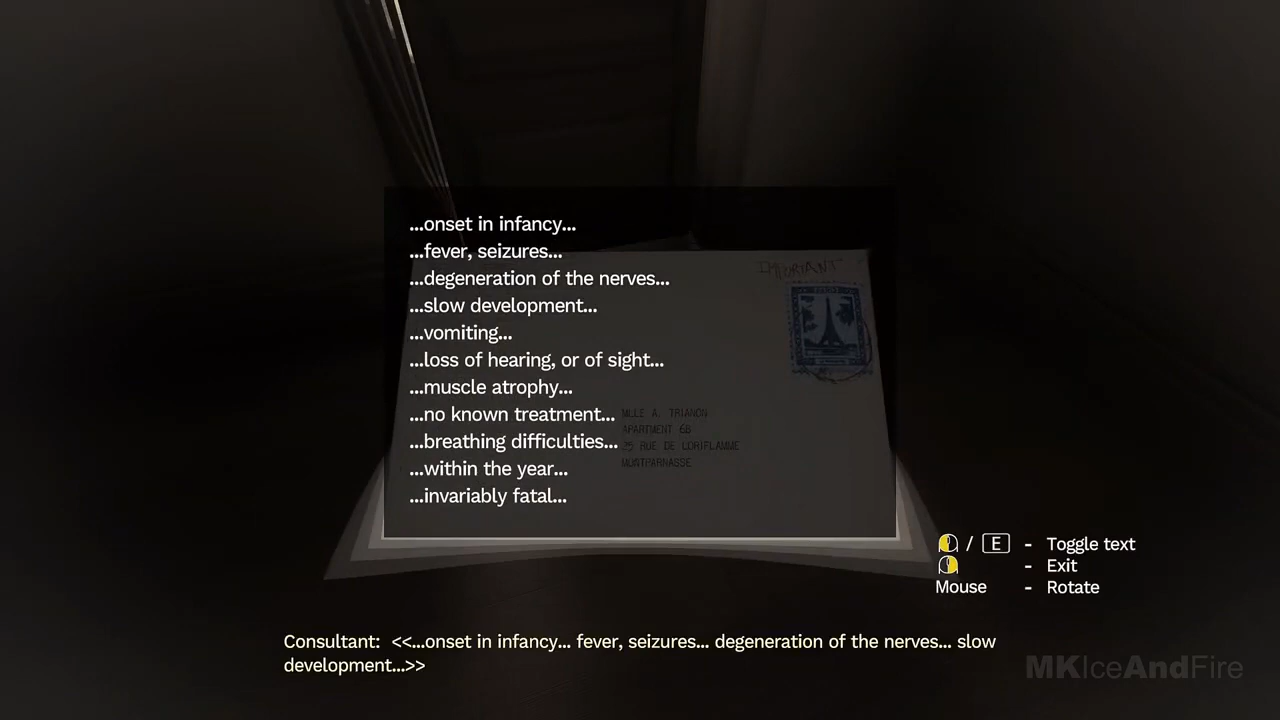 ...onset in infancy...
...fever, seizures...
...degeneration of the nerves...
...slow development...
...vomiting...
...loss of hearing, or of sight...
...muscle atrophy...
...no known treatment...
...breathing difficulties...
...within the year...
...invariably fatal...
IMPORTANT
MLLE A. TRIANON
APARTMENT 6B
25 RUE DE L'ORIFLAMME
MONTPARNASSE
/ E - Toggle text
- Exit
Mouse - Rotate
Consultant: <<...onset in infancy... fever, seizures... degeneration of the nerves... slow
development...>>
MKIceAndFire